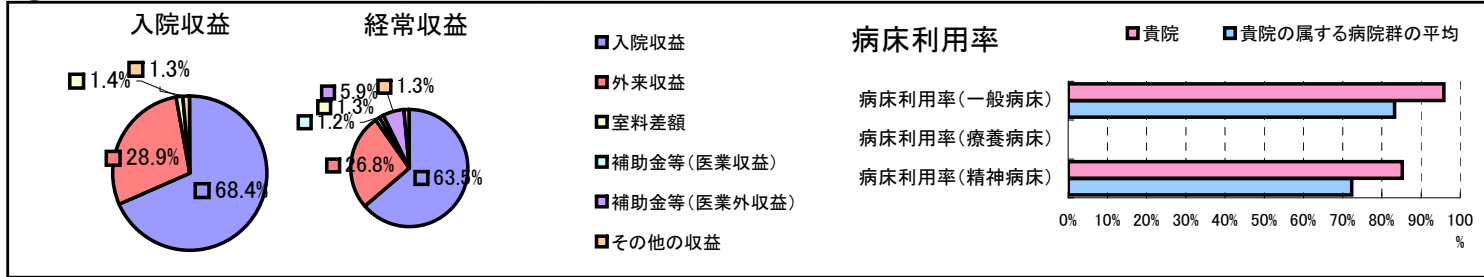 入院収益
1.3%
1.4%
28.9%
68.4%
経常収益
5.9%
1.3%
1.3%
1.2%
26.8%
63.5%
入院収益
外来収益
室料差額
補助金等(医業収益)
補助金等(医業外収益)
その他の収益
病床利用率
貴院 貴院の属する病院群の平均
病床利用率(一般病床)
病床利用率(療養病床)
病床利用率(精神病床)
0% 10% 20% 30% 40% 50% 60% 70% 80% 90% 100
%